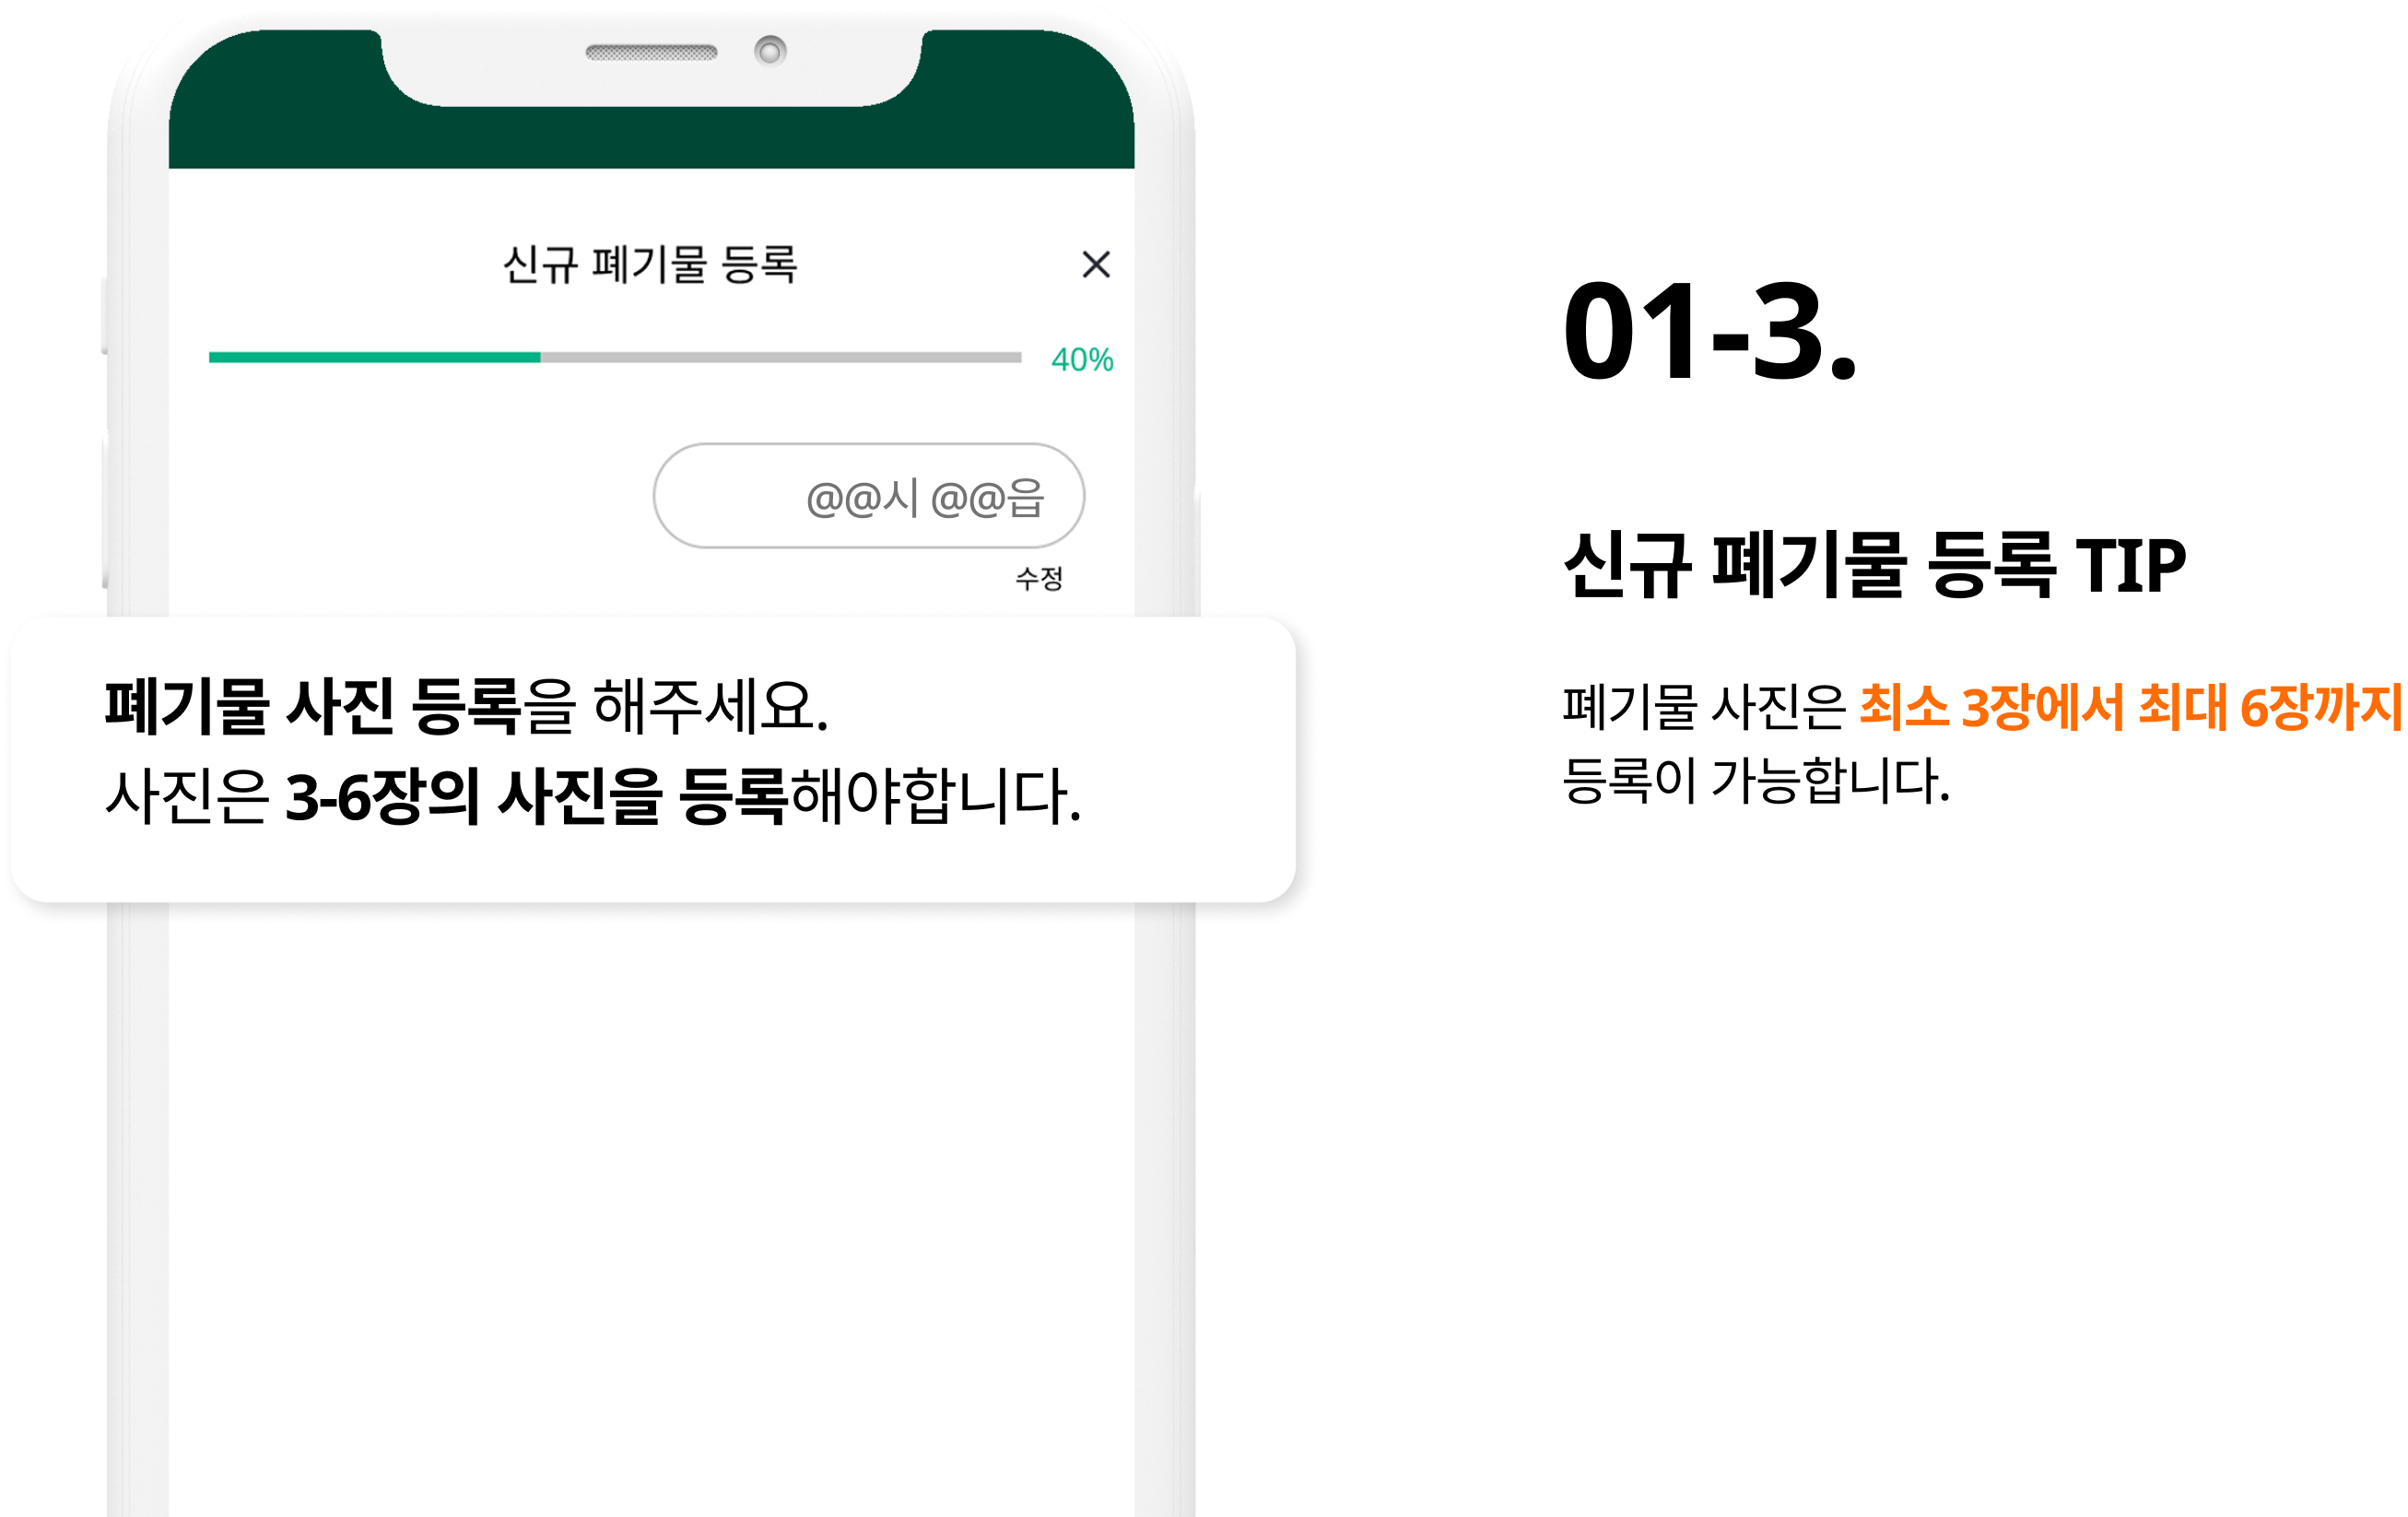 신규 폐기물 등록
40%
@@시 @@읍
수정
폐기물 사진 등록을 해주세요.
사진은 3-6장의 사진을 등록해야합니다.
01-3.
신규 폐기물 등록 TIP
폐기물 사진은 최소 3장에서 최대 6장까지
등록이 가능합니다.